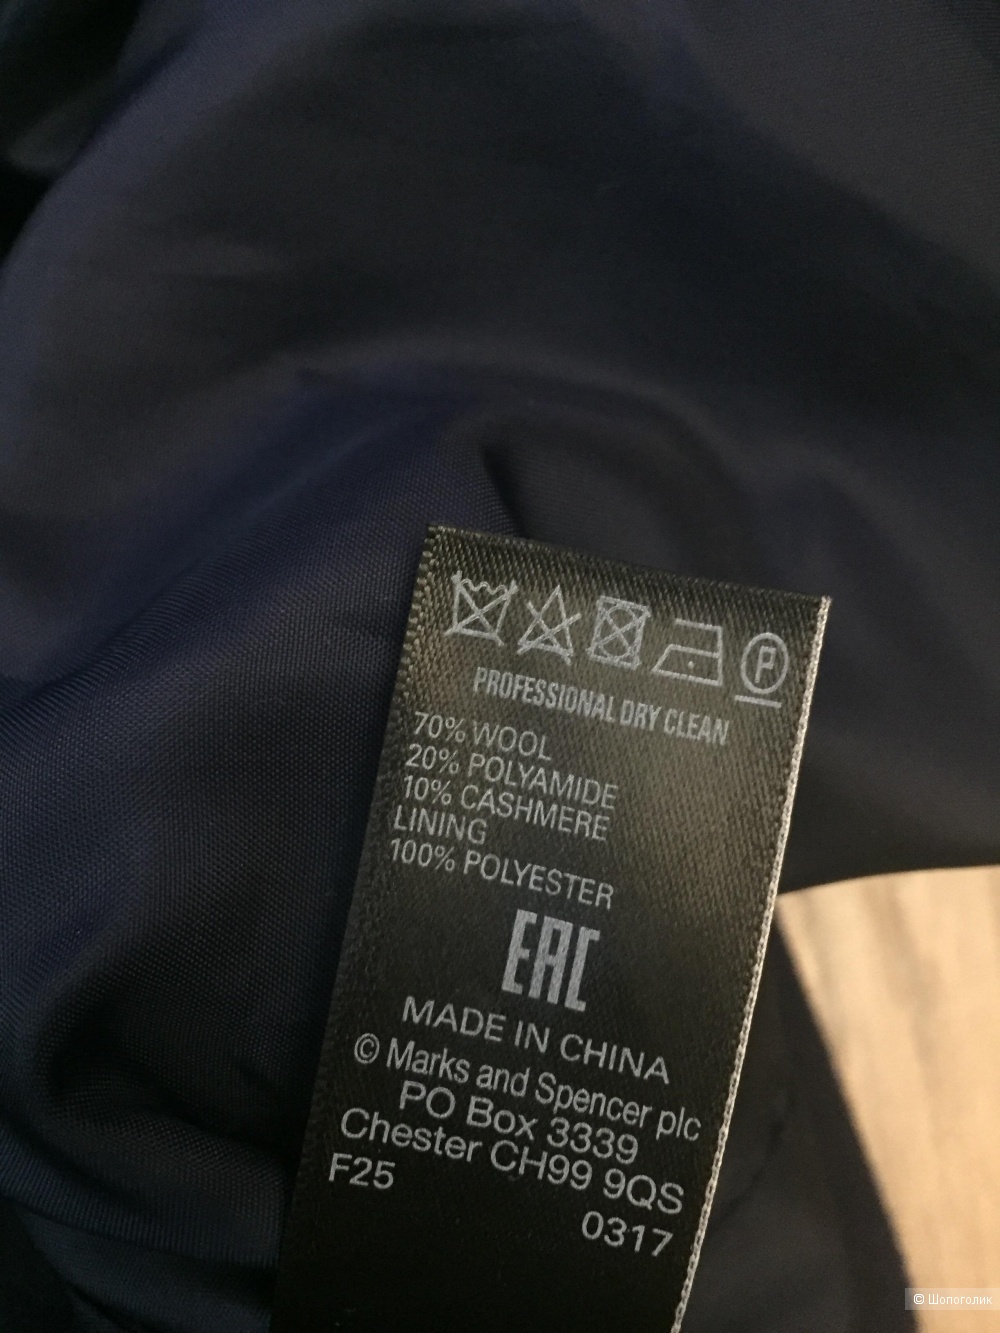 P
PROFESSIONAL DRY CLEAN
70% WOOL
20% POLYAMIDE
10% CASHMERE
LINING
100% POLYESTER
EAC
MADE IN CHINA
© Marks and Spencer plc
PO Box 3339
Chester CH99 9QS
F25
0317
© Шопоголик